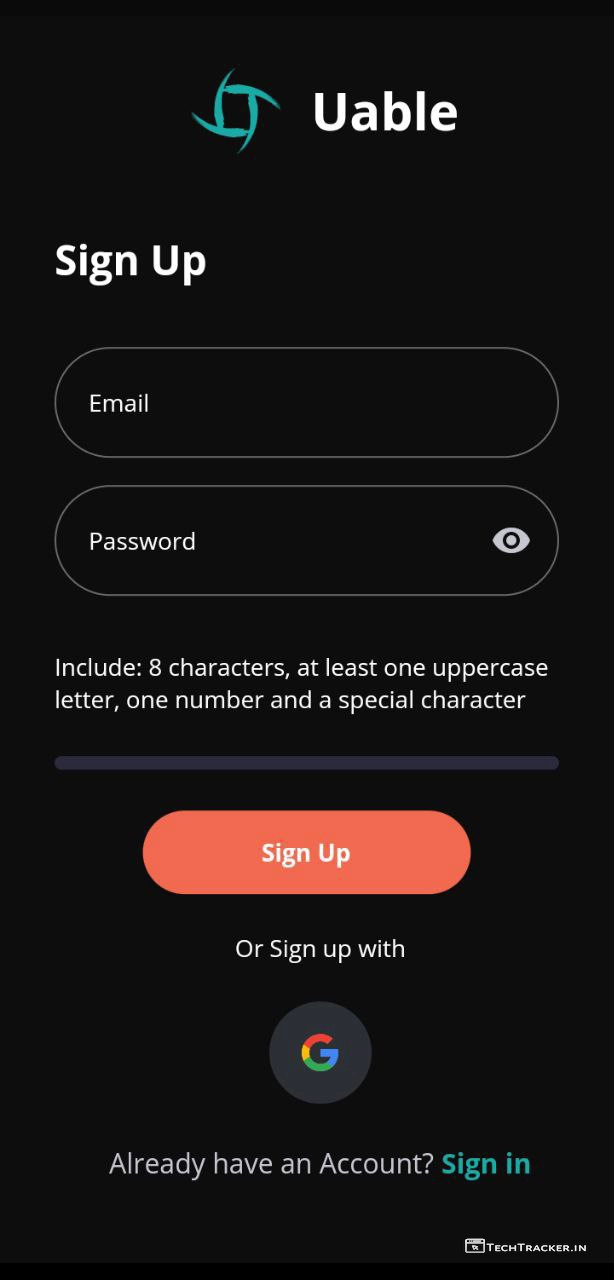 Uable
Sign Up
Email
Password
Include: 8 characters, at least one uppercase
letter, one number and a special character
Sign Up
Or Sign up with
Already have an Account? Sign in
TechTracker.in